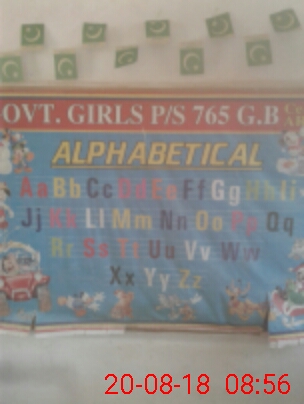 OVT. GIRLS P/S 765 G.B
ALPHABETICAL
Aa Bb Cc Dd Ee Ff Gg Hh Ii
Jj Kk Ll Mm Nn Oo Pp Qq
Rr Ss Tt Uu Vv Ww
Xx Yy Zz
20-08-18 08:56